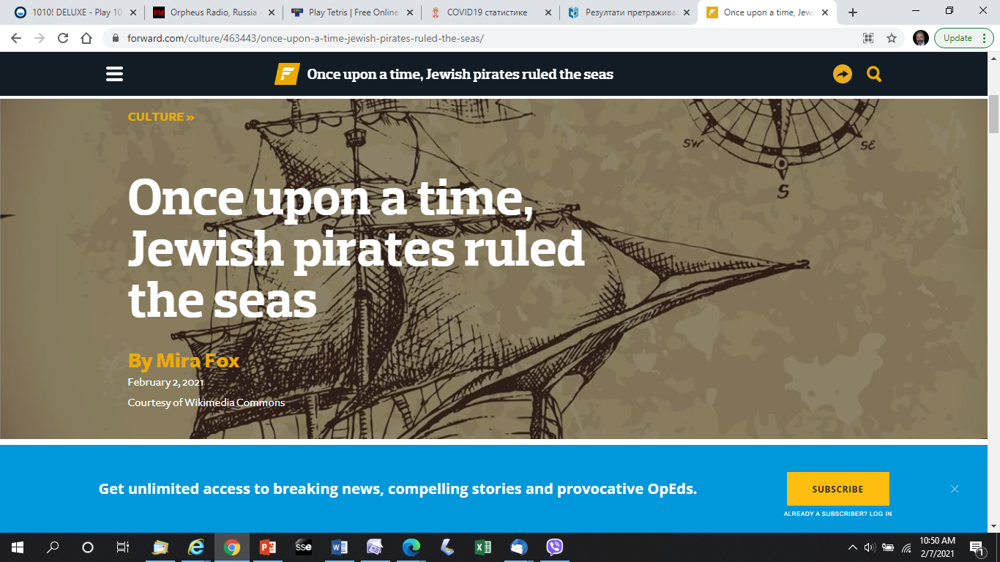 1010! DELUXE - Play 10
Orpheus Radio, Russia -
Play Tetris | Free Online
COVID19 статистике
Резултати претражива
Once upon a time, Jewi
forward.com/culture/463443/once-upon-a-time-jewish-pirates-ruled-the-seas/
Update
Once upon a time, Jewish pirates ruled the seas
CULTURE »
SW
SE
S
Once upon a time,
Jewish pirates ruled
the seas
By Mira Fox
February 2, 2021
Courtesy of Wikimedia Commons
Get unlimited access to breaking news, compelling stories and provocative OpEds.
SUBSCRIBE
ALREADY A SUBSCRIBER? LOG IN
10:50 AM
2/7/2021
1